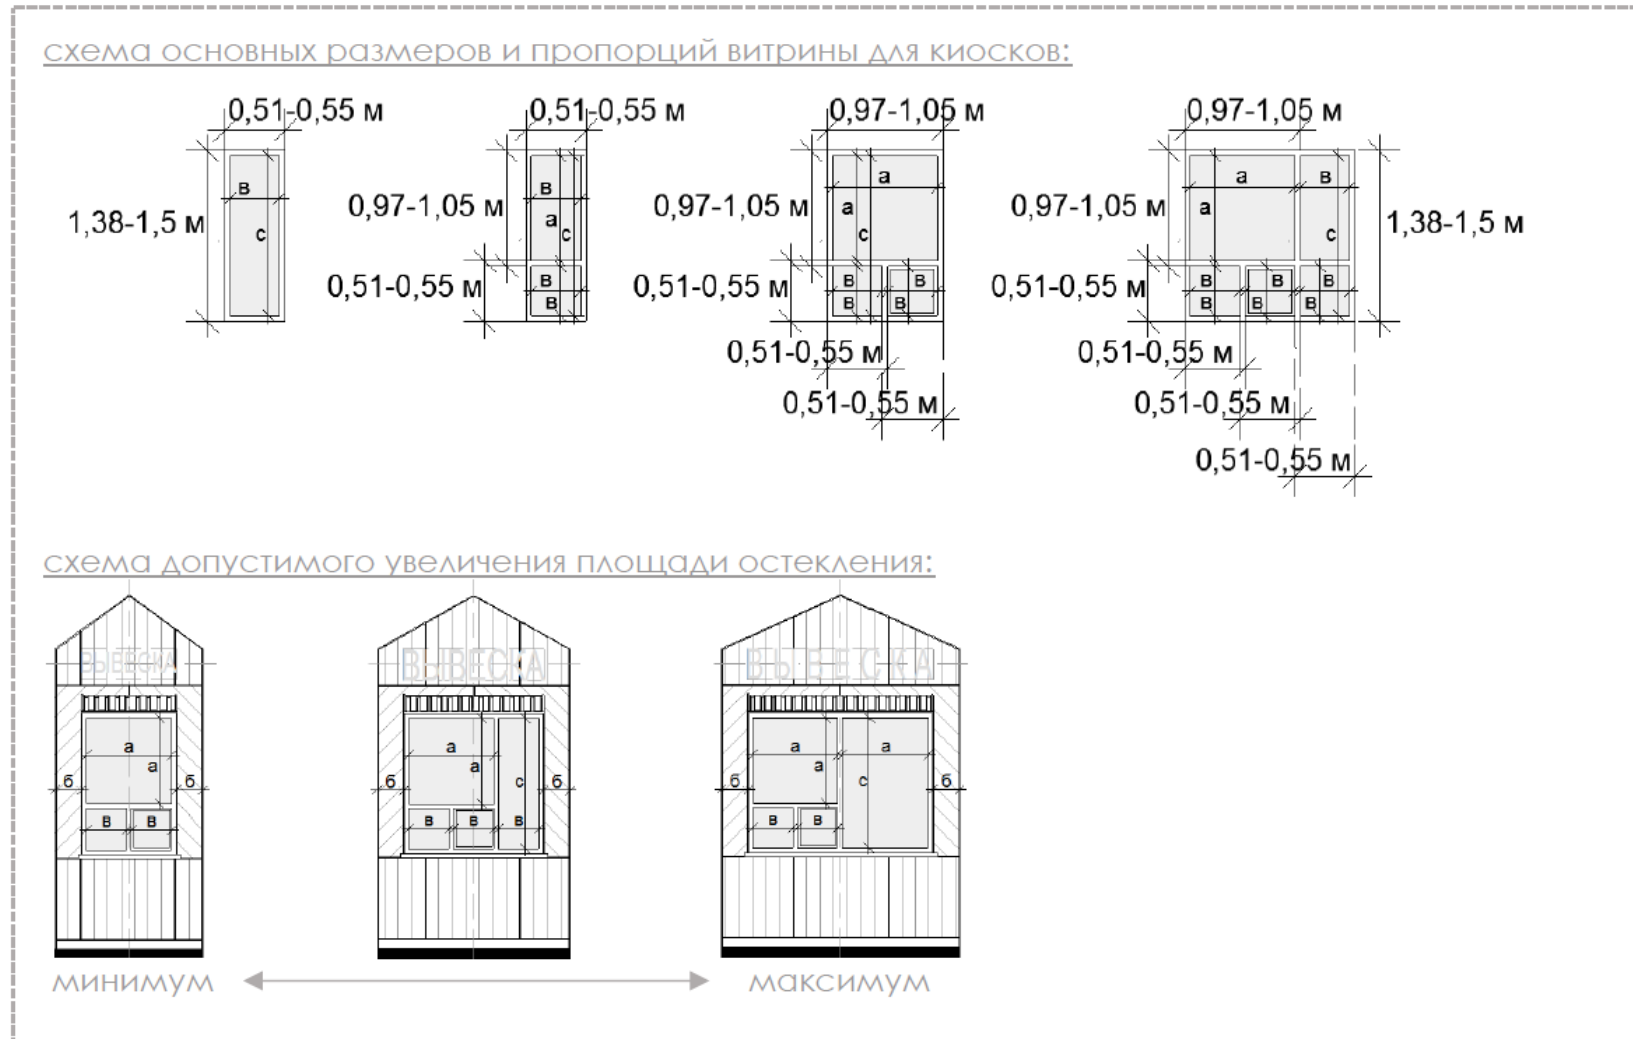 схема основных размеров и пропорций витрины для киосков:
0,51-0,55 м 0,51-0,55 м 0,97-1,05 м 0,97-1,05 м
в в а а в
1,38-1,5 м 0,97-1,05 м 0,97-1,05 м 0,97-1,05 м 1,38-1,5 м
с а с а с а с
0,51-0,55 м 0,51-0,55 м 0,51-0,55 м
в в в в в в
в в в в в в
0,51-0,55 м 0,51-0,55 м
0,51-0,55 м 0,51-0,55 м
0,51-0,55 м
схема допустимого увеличения площади остекления:
ВЫВЕСКА ВЫВЕСКА ВЫВЕСКА
а а а а
б а б б а с б б а с б
в в в в в в в
минимум максимум